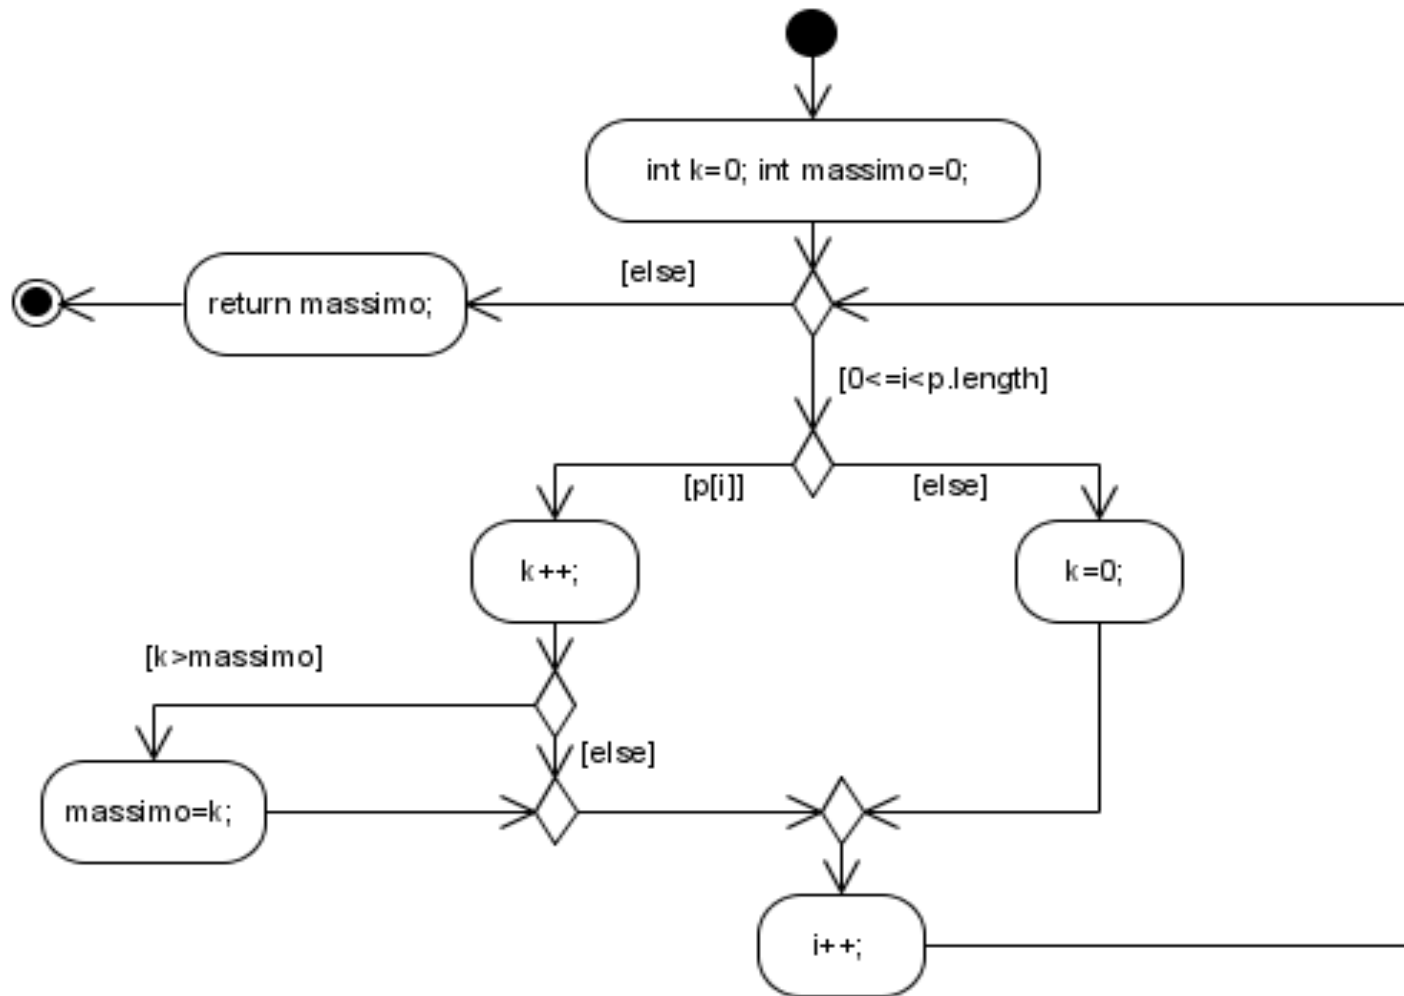 int k=0; int massimo=0;
[else]
return massimo;
[0<=i<p.length]
[p[i]]
[else]
k++;
k=0;
[k>massimo]
[else]
massimo=k;
i++;